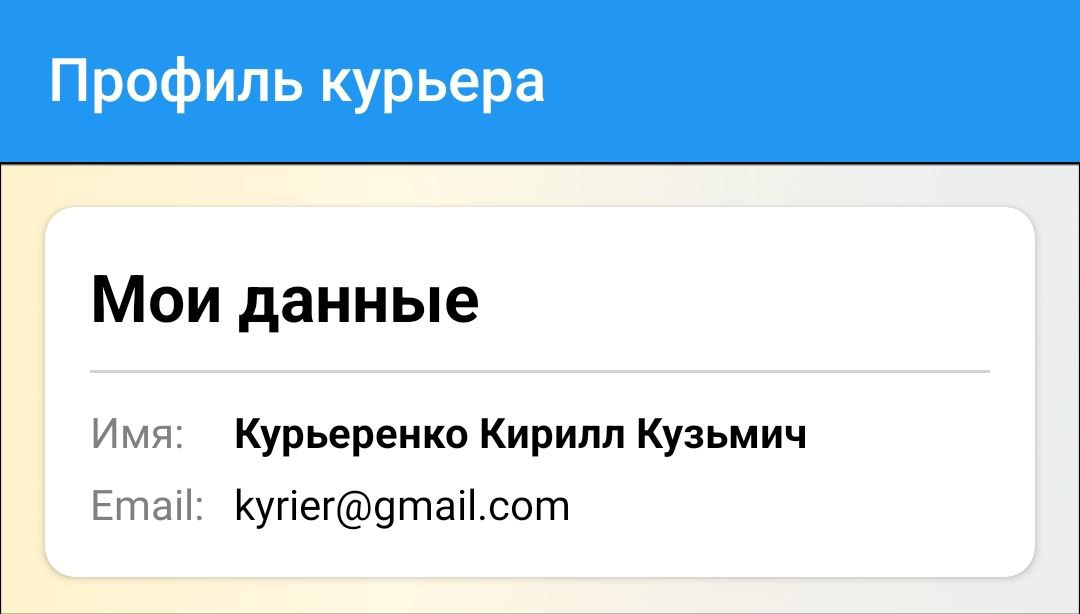 Профиль курьера
Мои данные
Имя: Курьеренко Кирилл Кузьмич
Email: kyrier@gmail.com